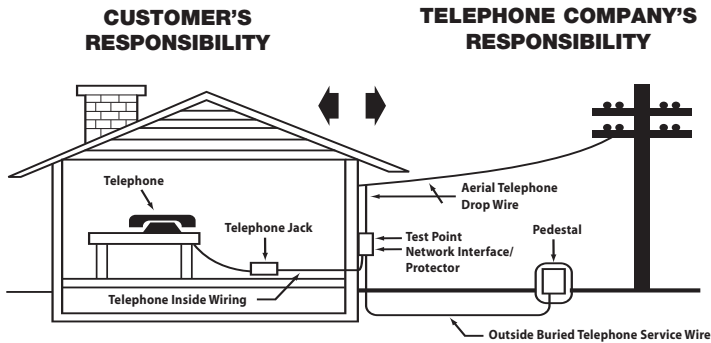 CUSTOMER’S
RESPONSIBILITY
TELEPHONE COMPANY’S
RESPONSIBILITY
Telephone
Telephone Jack
Telephone Inside Wiring
Aerial Telephone
Drop Wire
Test Point
Network Interface/
Protector
Pedestal
Outside Buried Telephone Service Wire